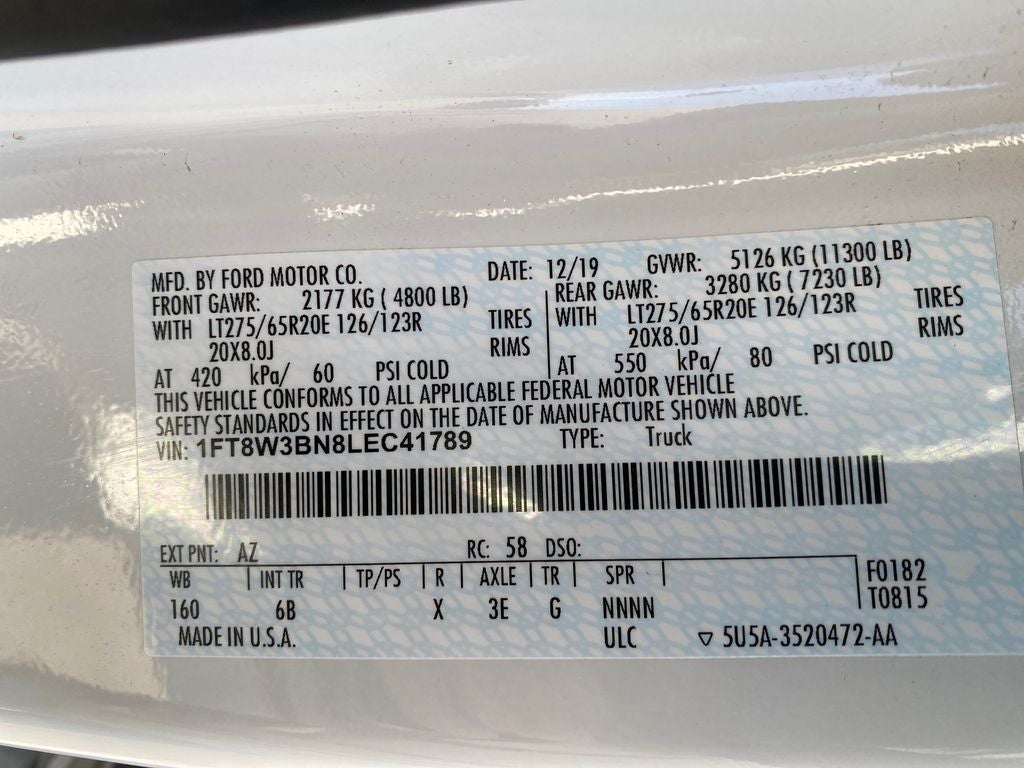 MFD. BY FORD MOTOR CO. DATE: 12/19 GVWR: 5126 KG (11300 LB)
FRONT GAWR: 2177 KG ( 4800 LB) REAR GAWR: 3280 KG ( 7230 LB)
WITH LT275/65R20E 126/123R TIRES WITH LT275/65R20E 126/123R TIRES
20X8.0J RIMS 20X8.0J RIMS
AT 420 kPa/ 60 PSI COLD AT 550 kPa/ 80 PSI COLD
THIS VEHICLE CONFORMS TO ALL APPLICABLE FEDERAL MOTOR VEHICLE
SAFETY STANDARDS IN EFFECT ON THE DATE OF MANUFACTURE SHOWN ABOVE.
VIN: 1FT8W3BN8LEC41789 TYPE: Truck
EXT PNT: AZ RC: 58 DSO:
WB INT TR TP/PS R AXLE TR SPR F0182
160 6B X 3E G NNNN T0815
MADE IN U.S.A. ULC ▽ 5U5A-3520472-AA